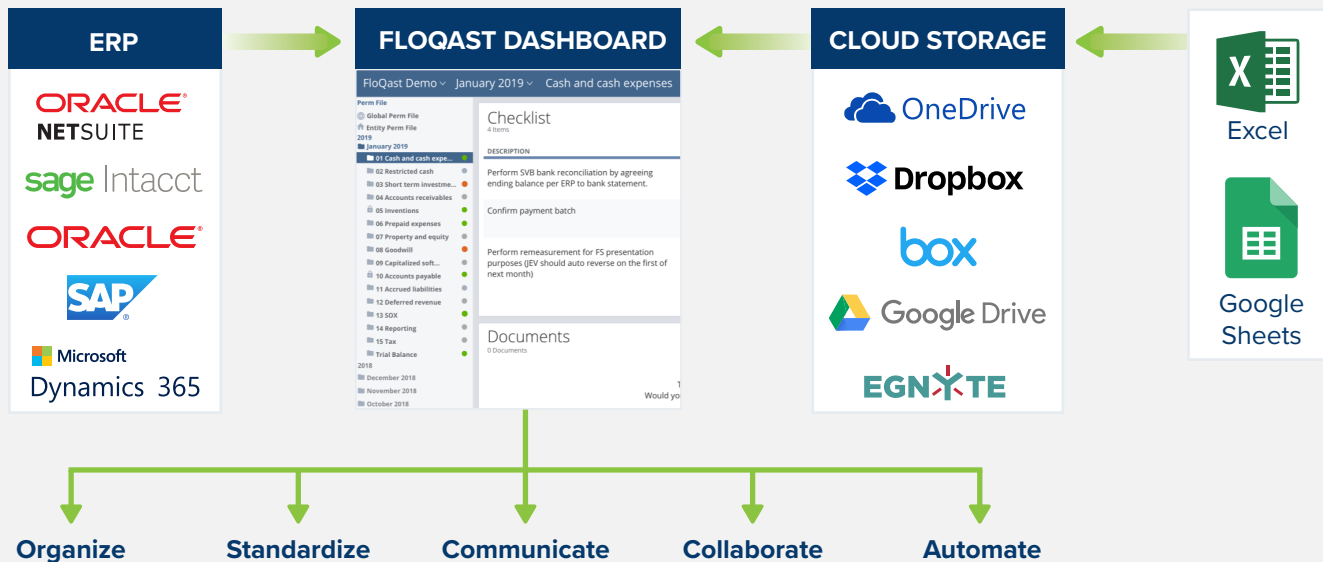 ERP
ORACLE®
NETSUITE
sage Intacct
ORACLE®
SAP®
Microsoft
Dynamics 365
FLOQAST DASHBOARD
FloQast Demo January 2019 Cash and cash expenses
Perm File
Global Perm File
Entity Perm File
2019
January 2019
01 Cash and cash expe...
02 Restricted cash
03 Short term investme...
04 Accounts receivables
05 Inventions
06 Prepaid expenses
07 Property and equity
08 Goodwill
09 Capitalized soft...
10 Accounts payable
11 Accrued liabilities
12 Deferred revenue
13 SOX
14 Reporting
15 Tax
Trial Balance
2018
December 2018
November 2018
October 2018
Checklist
4 Items
DESCRIPTION
Perform SVB bank reconciliation by agreeing
ending balance per ERP to bank statement.
Confirm payment batch
Perform remeasurement for FS presentation
purposes (JEV should auto reverse on the first of
next month)
Documents
0 Documents
T
Would yo
CLOUD STORAGE
OneDrive
Dropbox
box
Google Drive
EGNYTE
X
Excel
Google
Sheets
Organize
Standardize
Communicate
Collaborate
Automate